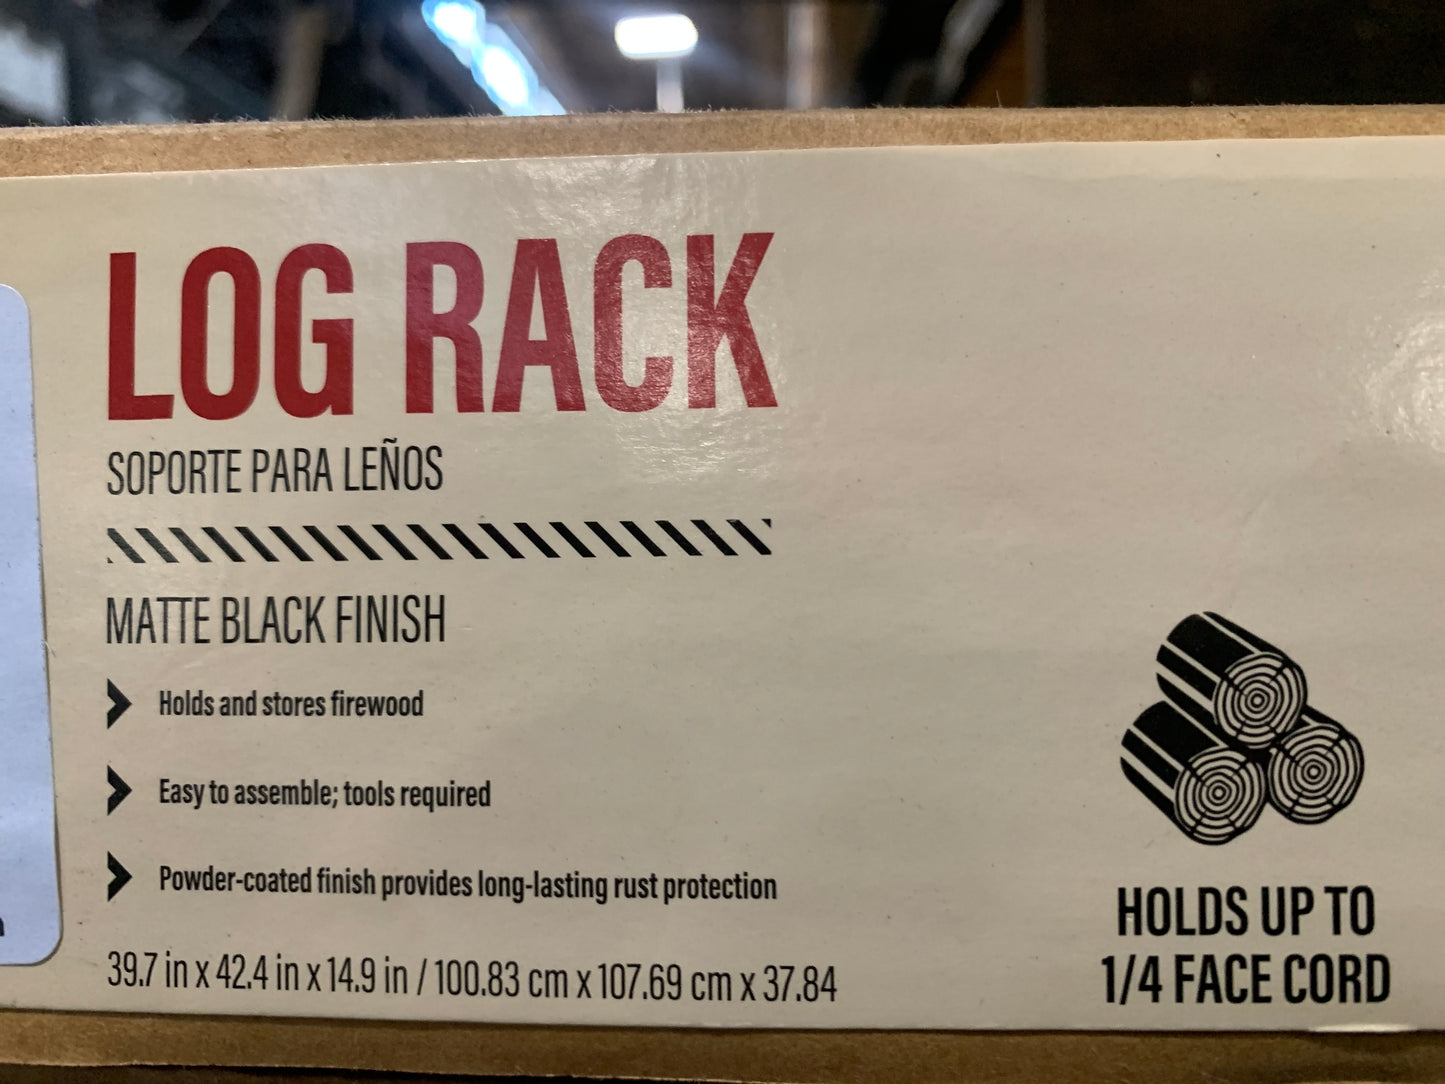 LOG RACK
SOPORTE PARA LEÑOS
MATTE BLACK FINISH
Holds and stores firewood
Easy to assemble; tools required
Powder-coated finish provides long-lasting rust protection
39.7 in x 42.4 in x 14.9 in / 100.83 cm x 107.69 cm x 37.84
HOLDS UP TO
1/4 FACE CORD